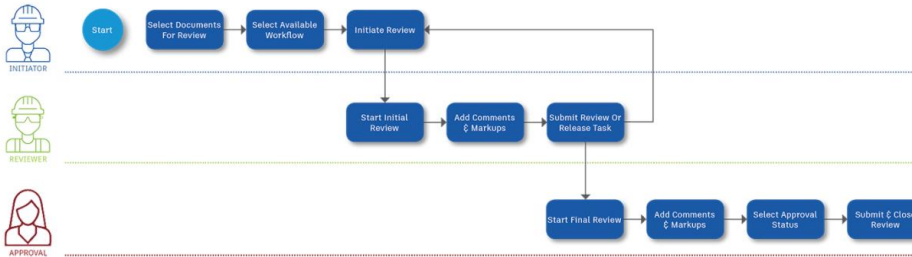 Start
Select Documents
For Review
Select Available
Workflow
Initiate Review
INITIATOR
Start Initial
Review
Add Comments
& Markups
Submit Review Or
Release Task
REVIEWER
Start Final Review
Add Comments
& Markups
Select Approval
Status
Submit & Close
Review
APPROVAL